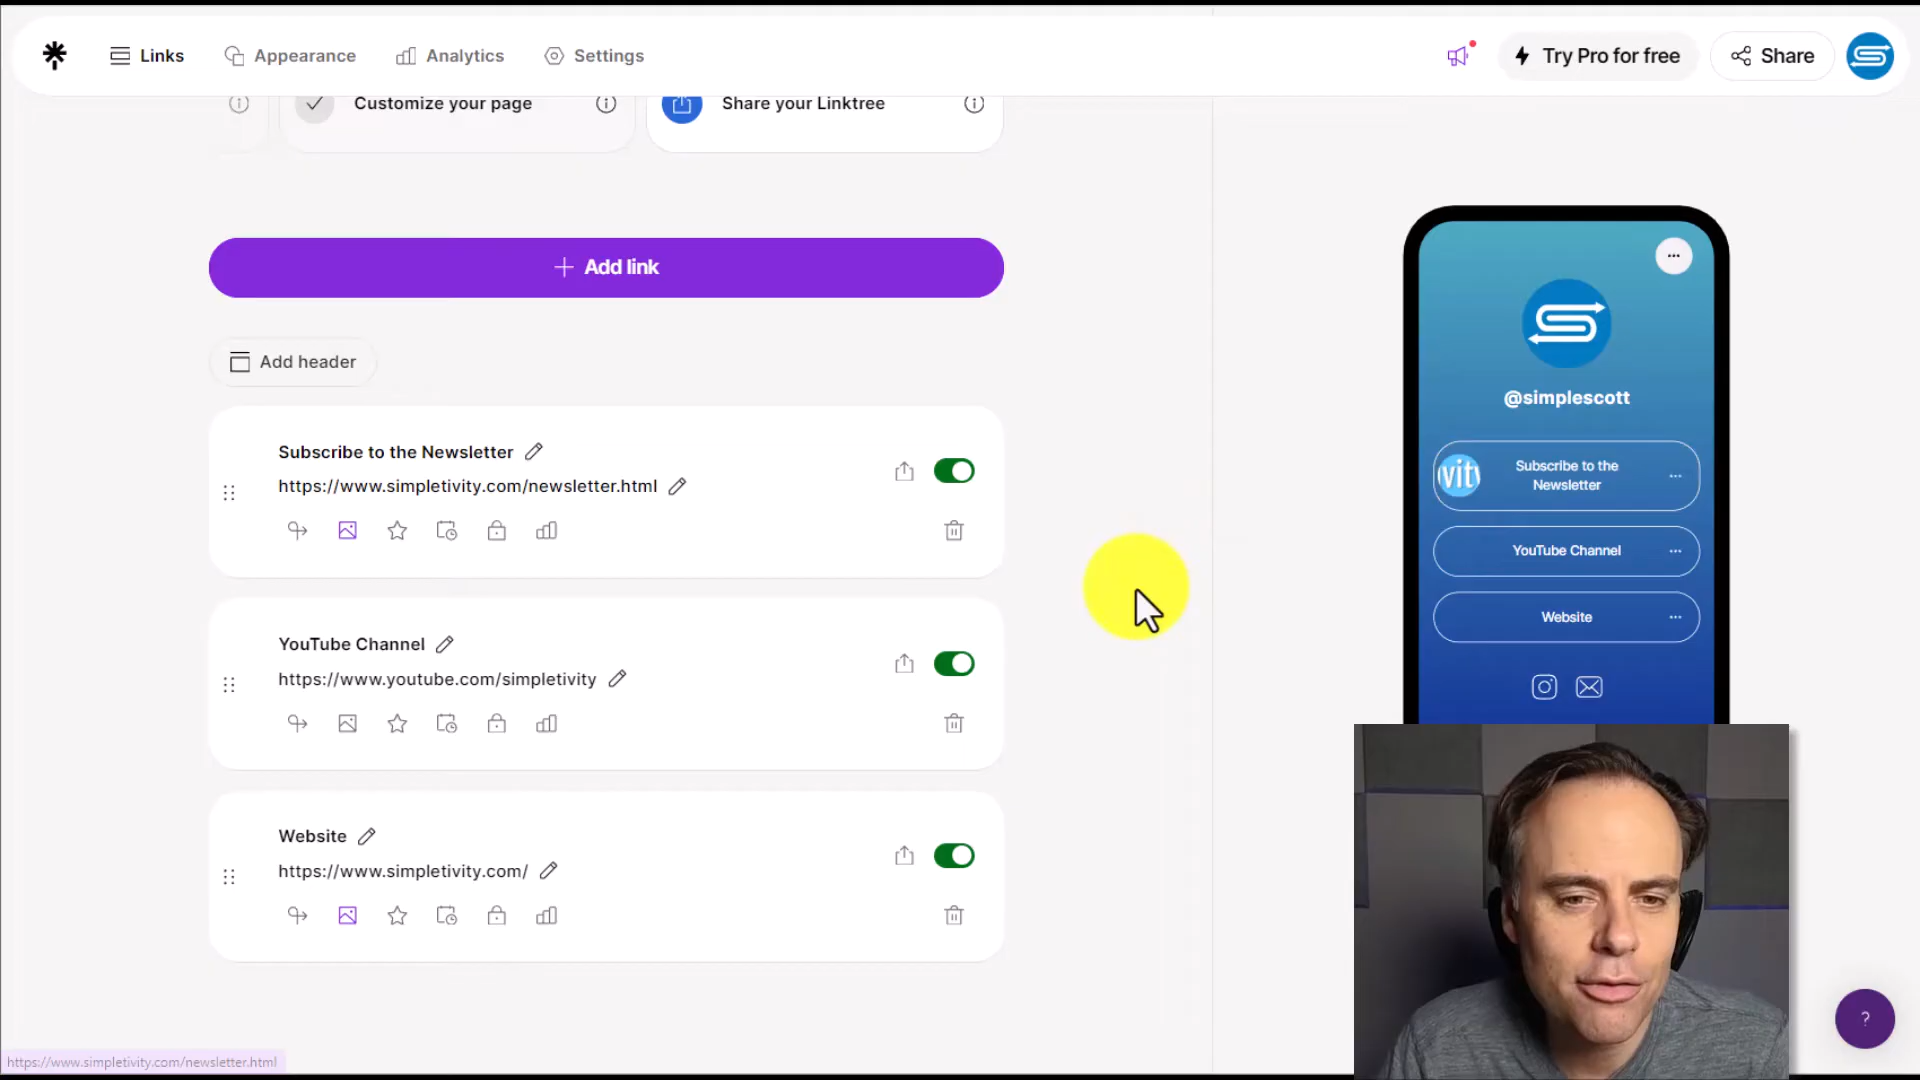 Links
Appearance
Analytics
Settings
Try Pro for free
Share
Customize your page
Share your Linktree
+ Add link
Add header
Subscribe to the Newsletter
https://www.simpletivity.com/newsletter.html
YouTube Channel
https://www.youtube.com/simpletivity
Website
https://www.simpletivity.com/
@simplescott
vit
Subscribe to the
Newsletter
YouTube Channel
Website
?
https://www.simpletivity.com/newsletter.html